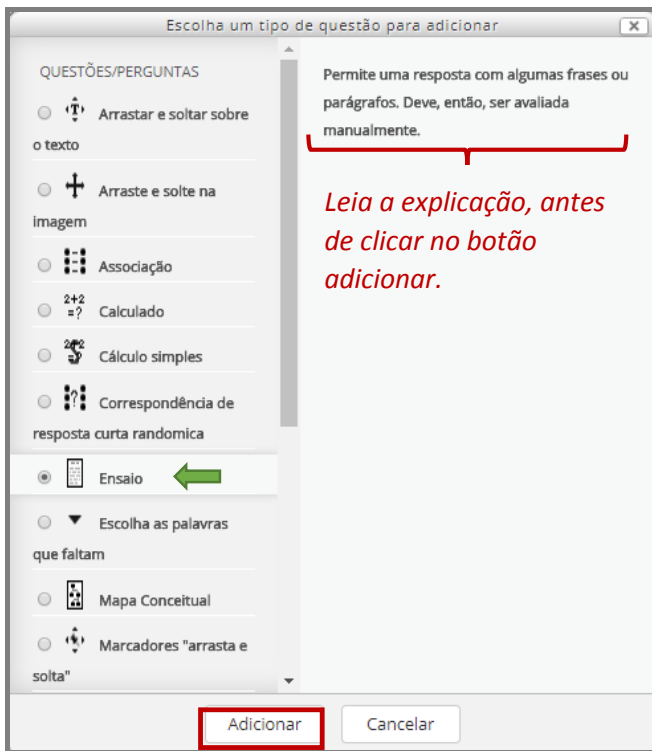 Escolha um tipo de questão para adicionar
QUESTÕES/PERGUNTAS
Arrastar e soltar sobre
o texto
Arraste e solte na
imagem
Associação
2+2
=?
Calculado
Cálculo simples
Correspondência de
resposta curta randomica
Ensaio
Escolha as palavras
que faltam
Mapa Conceitual
Marcadores "arrasta e
solta"
Permite uma resposta com algumas frases ou
parágrafos. Deve, então, ser avaliada
manualmente.
Leia a explicação, antes
de clicar no botão
adicionar.
Adicionar
Cancelar